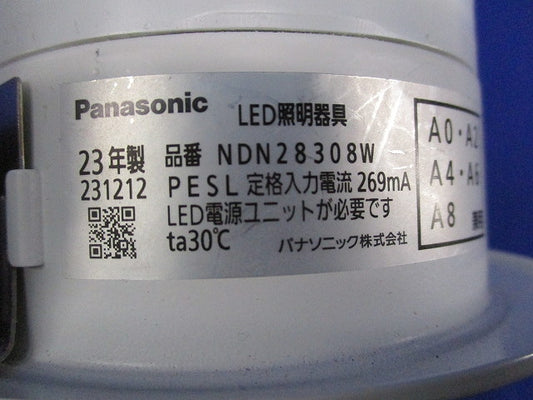 Panasonic LED照明器具
23年製 品番 NDN28308W
231212 PESL 定格入力電流 269mA
LED電源ユニットが必要です
ta30℃ パナソニック株式会社
A0・A2
A4・A6
A8